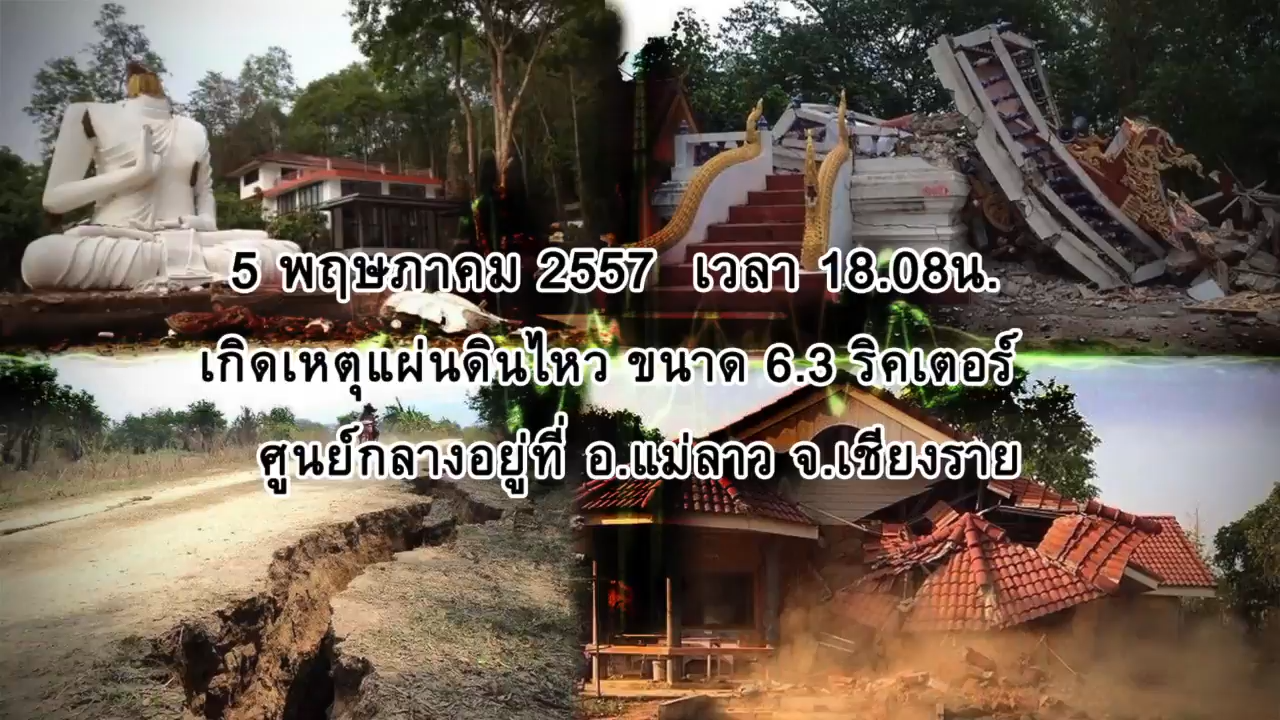 5 พฤษภาคม 2557 เวลา 18.08น.
เกิดเหตุแผ่นดินไหว ขนาด 6.3 ริคเตอร์
ศูนย์กลางอยู่ที่ อ.แม่ลาว จ.เชียงราย